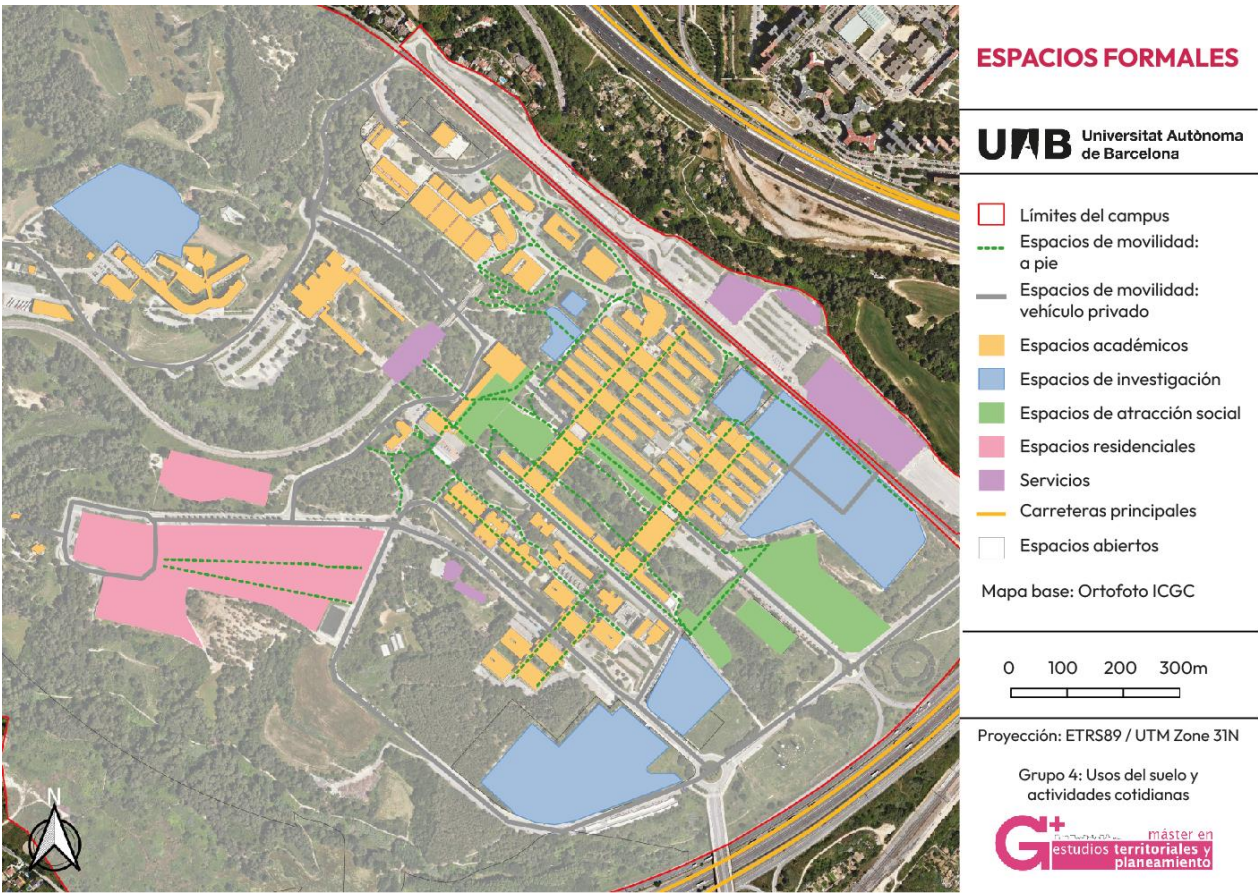 ESPACIOS FORMALES
UAB Universitat Autònoma
de Barcelona
Límites del campus
Espacios de movilidad:
a pie
Espacios de movilidad:
vehículo privado
Espacios académicos
Espacios de investigación
Espacios de atracción social
Espacios residenciales
Servicios
Carreteras principales
Espacios abiertos
Mapa base: Ortofoto ICGC
0 100 200 300m
Proyección: ETRS89 / UTM Zone 31N
Grupo 4: Usos del suelo y
actividades cotidianas
G+
máster en
estudios territoriales y
planeamiento
N